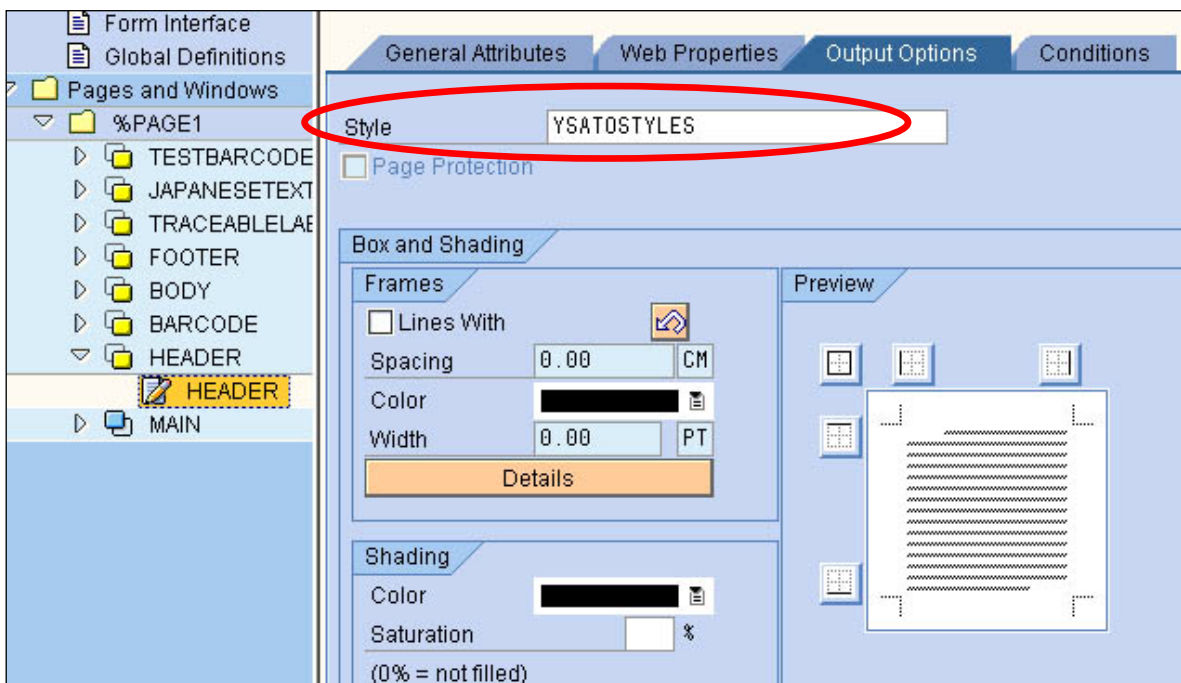 Form Interface
Global Definitions
Pages and Windows
%PAGE1
TESTBARCODE
JAPANESETEXT
TRACEABLELAB
FOOTER
BODY
BARCODE
HEADER
HEADER
MAIN
General Attributes
Web Properties
Output Options
Conditions
Style YSATOSTYLES
Page Protection
Box and Shading
Frames
Lines With
Spacing 0.00 CM
Color
Width 0.00 PT
Details
Preview
Shading
Color
Saturation %
(0% = not filled)